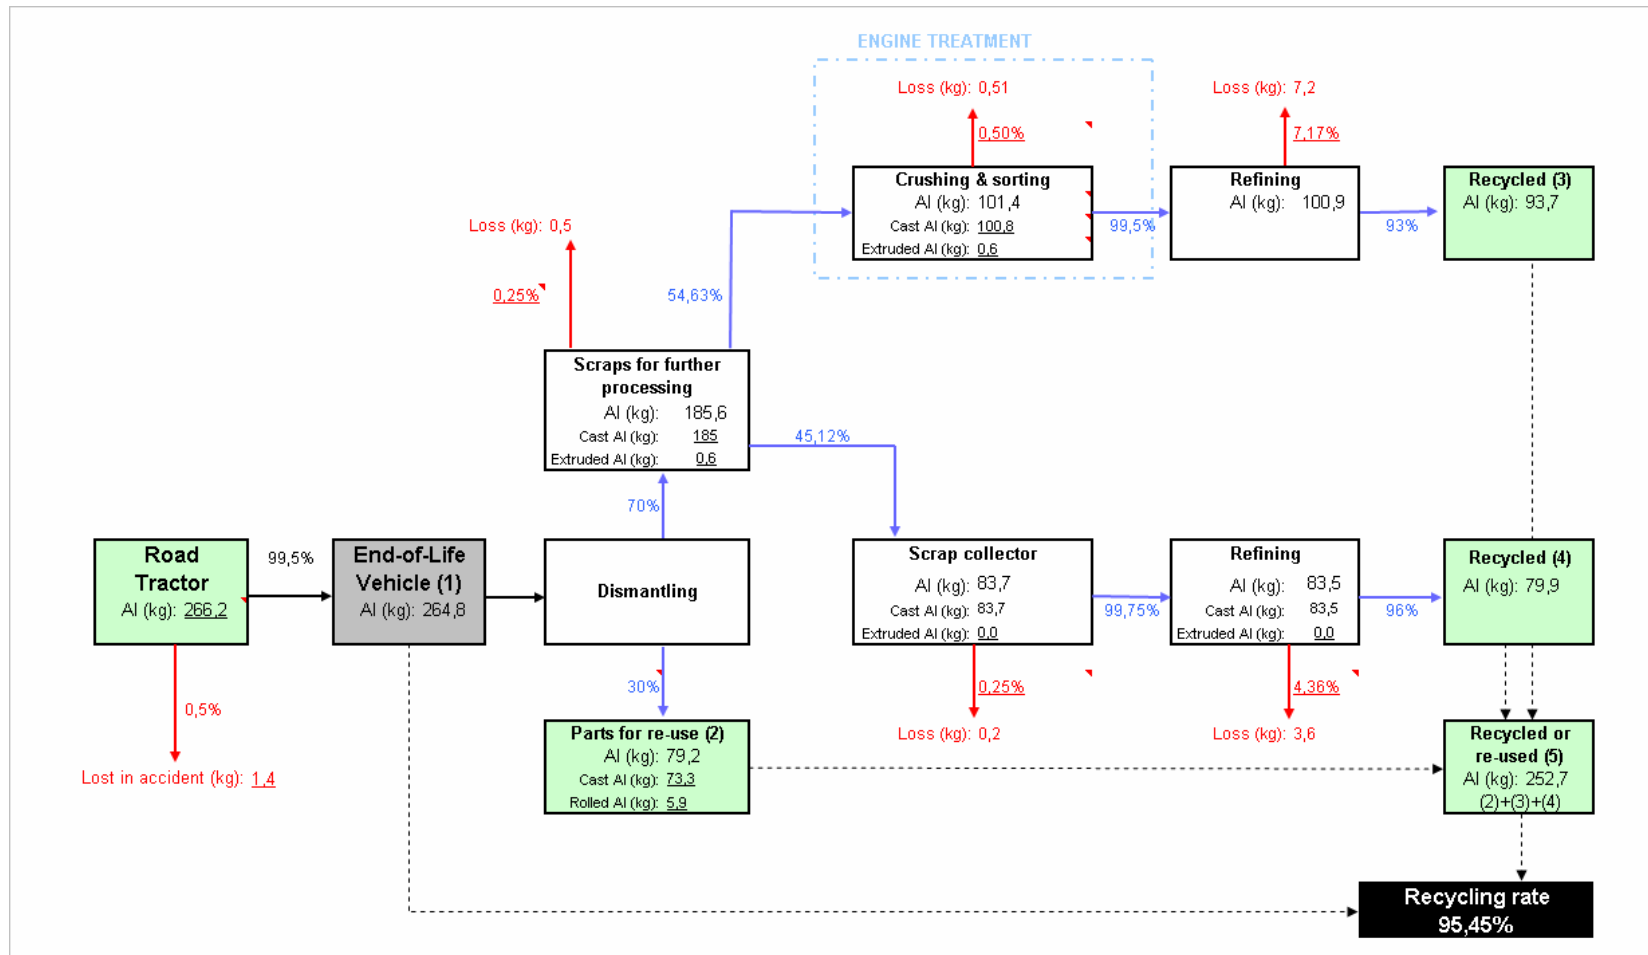 ENGINE TREATMENT
Loss (kg): 0,51
Loss (kg): 7,2
0,50%
7,17%
Crushing & sorting
Al (kg): 101,4
Cast Al (kg): 100,8
Extruded Al (kg): 0,6
99,5%
Refining
Al (kg): 100,9
93%
Recycled (3)
Al (kg): 93,7
Loss (kg): 0,5
0,25%
54,63%
Scraps for further
processing
Al (kg): 185,6
Cast Al (kg): 185
Extruded Al (kg): 0,6
45,12%
70%
Road
Tractor
Al (kg): 266,2
99,5%
End-of-Life
Vehicle (1)
Al (kg): 264,8
Dismantling
Scrap collector
Al (kg): 83,7
Cast Al (kg): 83,7
Extruded Al (kg): 0,0
99,75%
Refining
Al (kg): 83,5
Cast Al (kg): 83,5
Extruded Al (kg): 0,0
96%
Recycled (4)
Al (kg): 79,9
0,5%
Lost in accident (kg): 1,4
30%
Parts for re-use (2)
Al (kg): 79,2
Cast Al (kg): 73,3
Rolled Al (kg): 5,9
0,25%
Loss (kg): 0,2
4,36%
Loss (kg): 3,6
Recycled or
re-used (5)
Al (kg): 252,7
(2)+(3)+(4)
Recycling rate
95,45%